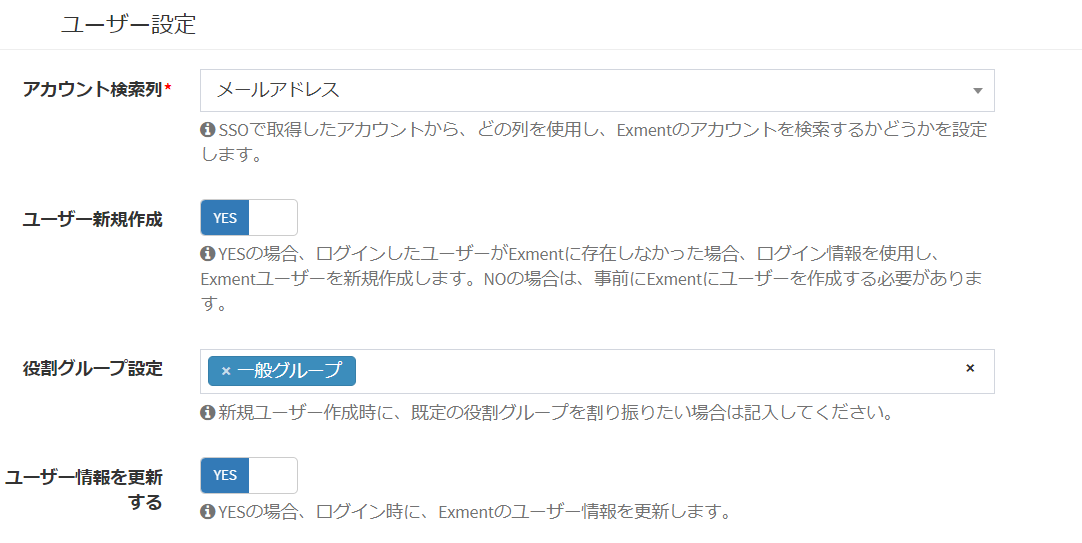 ユーザー設定
アカウント検索列*
メールアドレス
SSOで取得したアカウントから、どの列を使用し、Exmentのアカウントを検索するかどうかを設定
します。
ユーザー新規作成
YES
YESの場合、ログインしたユーザーがExmentに存在しなかった場合、ログイン情報を使用し、
Exmentユーザーを新規作成します。NOの場合は、事前にExmentにユーザーを作成する必要がありま
す。
役割グループ設定
× 一般グループ
×
新規ユーザー作成時に、既定の役割グループを割り振りたい場合は記入してください。
ユーザー情報を更新
する
YES
YESの場合、ログイン時に、Exmentのユーザー情報を更新します。